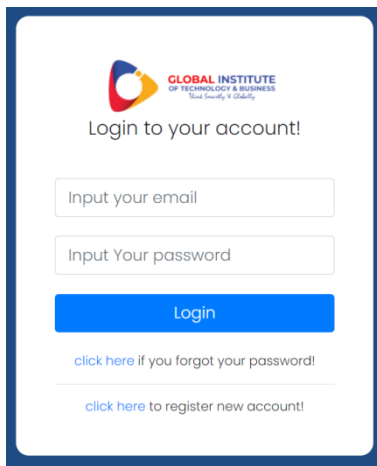 GLOBAL INSTITUTE
OF TECHNOLOGY & BUSINESS
Think Smartly & Globally
Login to your account!
Input your email
Input Your password
Login
click here if you forgot your password!
click here to register new account!